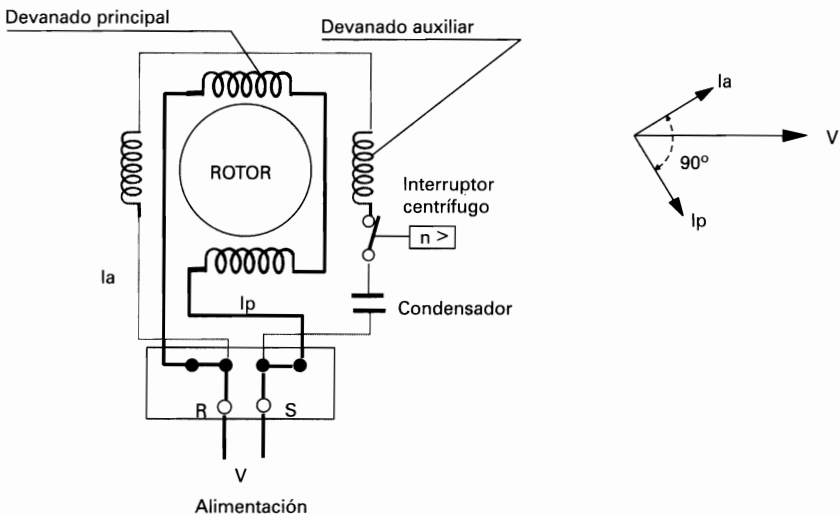 Devanado principal
Devanado auxiliar
Ia
V
90º
Ip
ROTOR
Interruptor
centrífugo
n >
Ia
Ip
Condensador
R
S
V
Alimentación